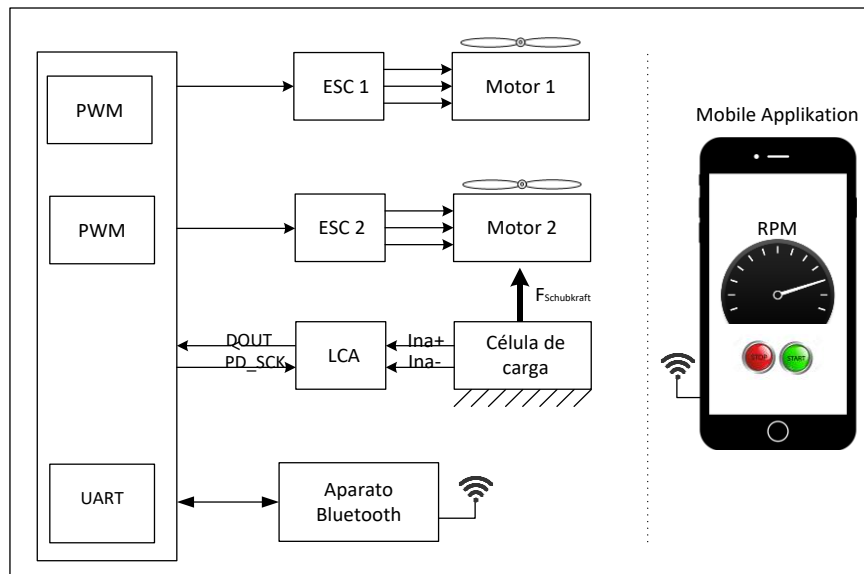 PWM
ESC 1
Motor 1
PWM
ESC 2
Motor 2
FSchubkraft
DOUT
PD_SCK
LCA
Ina+
Ina-
Célula de
carga
UART
Aparato
Bluetooth
Mobile Applikation
RPM
STOP
START